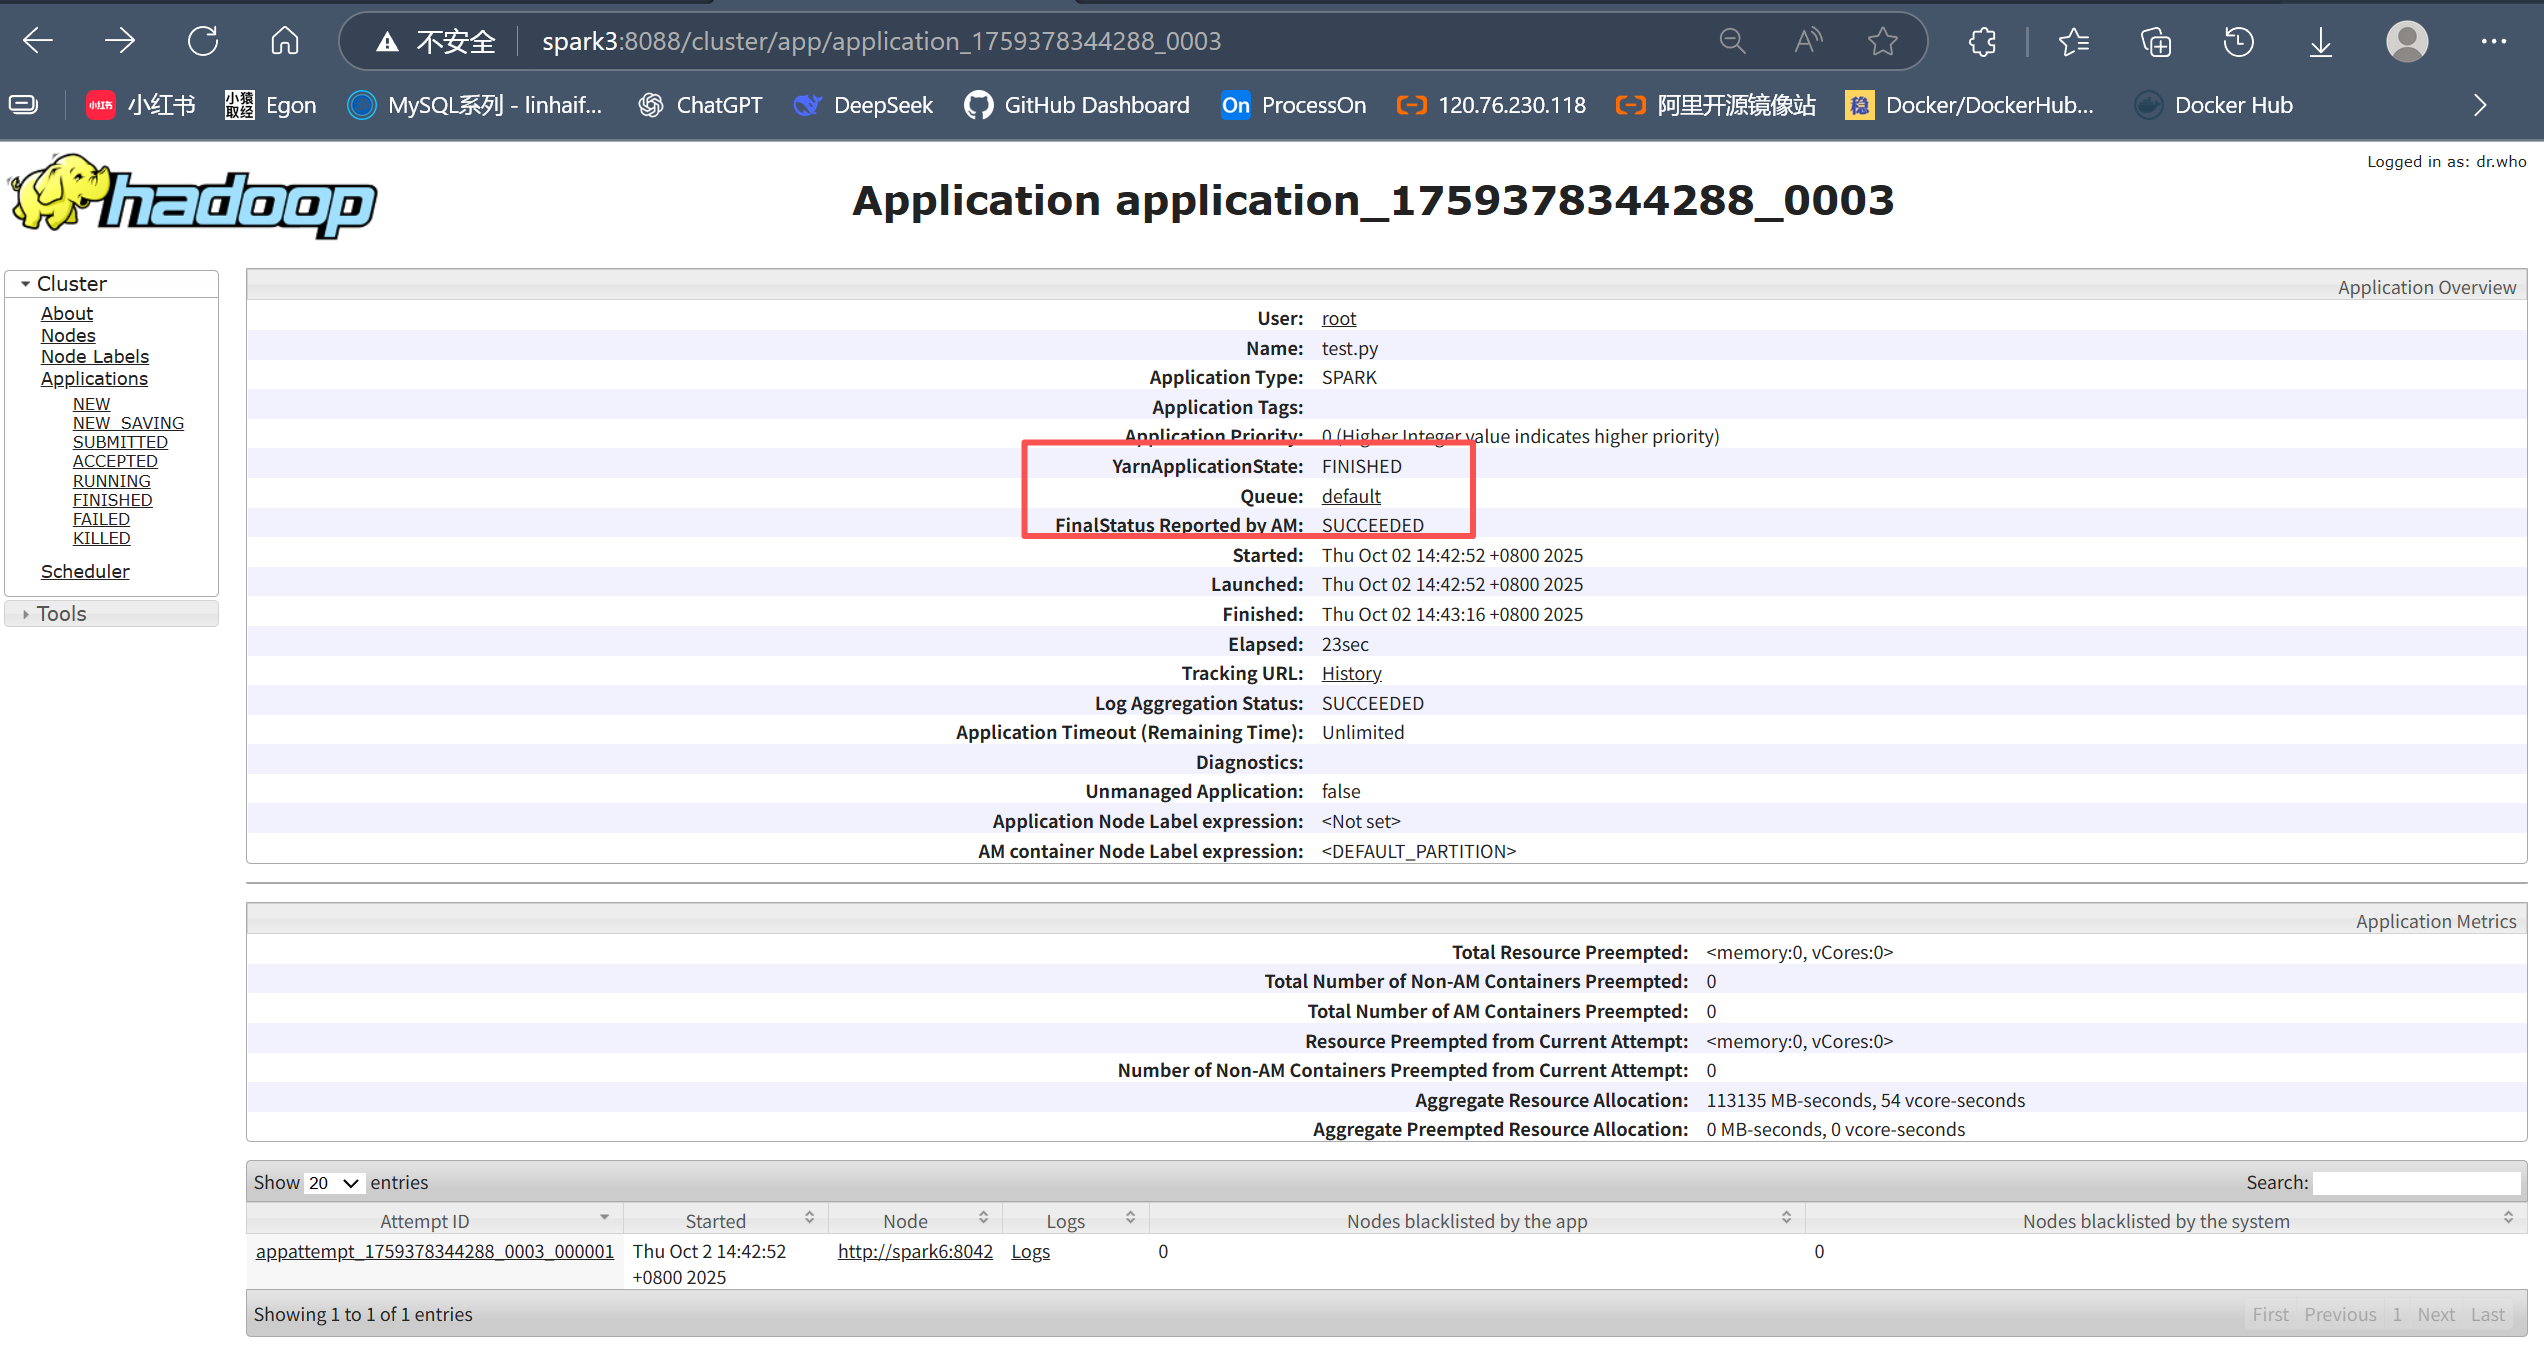 不安全 spark3:8088/cluster/app/application_1759378344288_0003
小红书 小红书 小猿取经 Egon MySQL系列 - linhaif... ChatGPT DeepSeek GitHub Dashboard On ProcessOn 120.76.230.118 阿里开源镜像站 稳 Docker/DockerHub... Docker Hub
Logged in as: dr.who
hadoop
Application application_1759378344288_0003
Cluster
About
Nodes
Node Labels
Applications
NEW
NEW_SAVING
SUBMITTED
ACCEPTED
RUNNING
FINISHED
FAILED
KILLED
Scheduler
Tools
Application Overview
User: root
Name: test.py
Application Type: SPARK
Application Tags:
Application Priority: 0 (Higher Integer value indicates higher priority)
YarnApplicationState: FINISHED
Queue: default
FinalStatus Reported by AM: SUCCEEDED
Started: Thu Oct 02 14:42:52 +0800 2025
Launched: Thu Oct 02 14:42:52 +0800 2025
Finished: Thu Oct 02 14:43:16 +0800 2025
Elapsed: 23sec
Tracking URL: History
Log Aggregation Status: SUCCEEDED
Application Timeout (Remaining Time): Unlimited
Diagnostics:
Unmanaged Application: false
Application Node Label expression: <Not set>
AM container Node Label expression: <DEFAULT_PARTITION>
Application Metrics
Total Resource Preempted: <memory:0, vCores:0>
Total Number of Non-AM Containers Preempted: 0
Total Number of AM Containers Preempted: 0
Resource Preempted from Current Attempt: <memory:0, vCores:0>
Number of Non-AM Containers Preempted from Current Attempt: 0
Aggregate Resource Allocation: 113135 MB-seconds, 54 vcore-seconds
Aggregate Preempted Resource Allocation: 0 MB-seconds, 0 vcore-seconds
Show 20 entries Search:
Attempt ID Started Node Logs Nodes blacklisted by the app Nodes blacklisted by the system
appattempt_1759378344288_0003_000001 Thu Oct 2 14:42:52 http://spark6:8042 Logs 0 0
+0800 2025
Showing 1 to 1 of 1 entries First Previous 1 Next Last